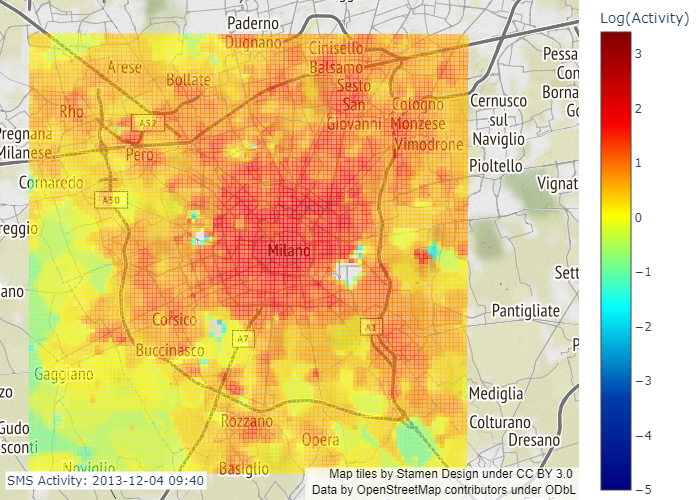 Log(Activity)
3
2
1
0
−1
−2
−3
−4
−5
Paderno
Dugnano
Cinisello
Balsamo
Sesto
San
Giovanni
Arese
Bollate
Rho
A52
Pero
Cologno
Monzese
Vimodrone
Cernusco
sul
Naviglio
Pioltello
Pessa
Con
Borna
Go
Pregnana
Milanese
Cornaredo
A50
reggio
Vignat
Milano
ano
Sett
Corsico
A7
A1
Pantigliate
P
Buccinasco
Gaggiano
zo
Mediglia
Rozzano
Opera
Colturano
Dresano
Gudo
sconti
Noviglio
Basiglio
SMS Activity: 2013-12-04 09:40
Map tiles by Stamen Design under CC BY 3.0
Data by OpenStreetMap contributors under ODbL